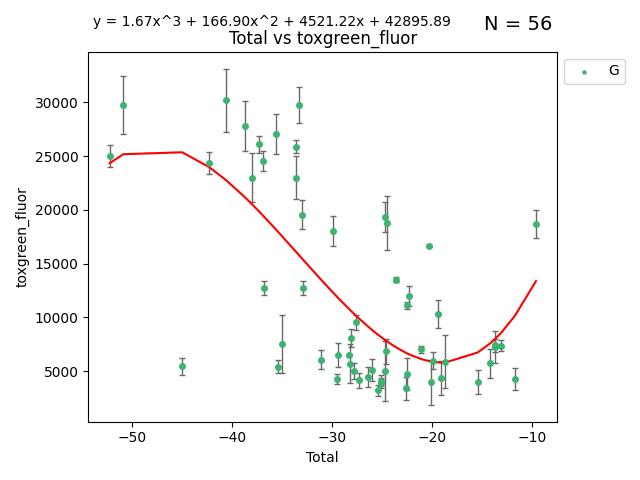 y = 1.67x^3 + 166.90x^2 + 4521.22x + 42895.89
N = 56
Total vs toxgreen_fluor
G
30000
25000
20000
15000
10000
5000
toxgreen_fluor
−50
−40
−30
−20
−10
Total